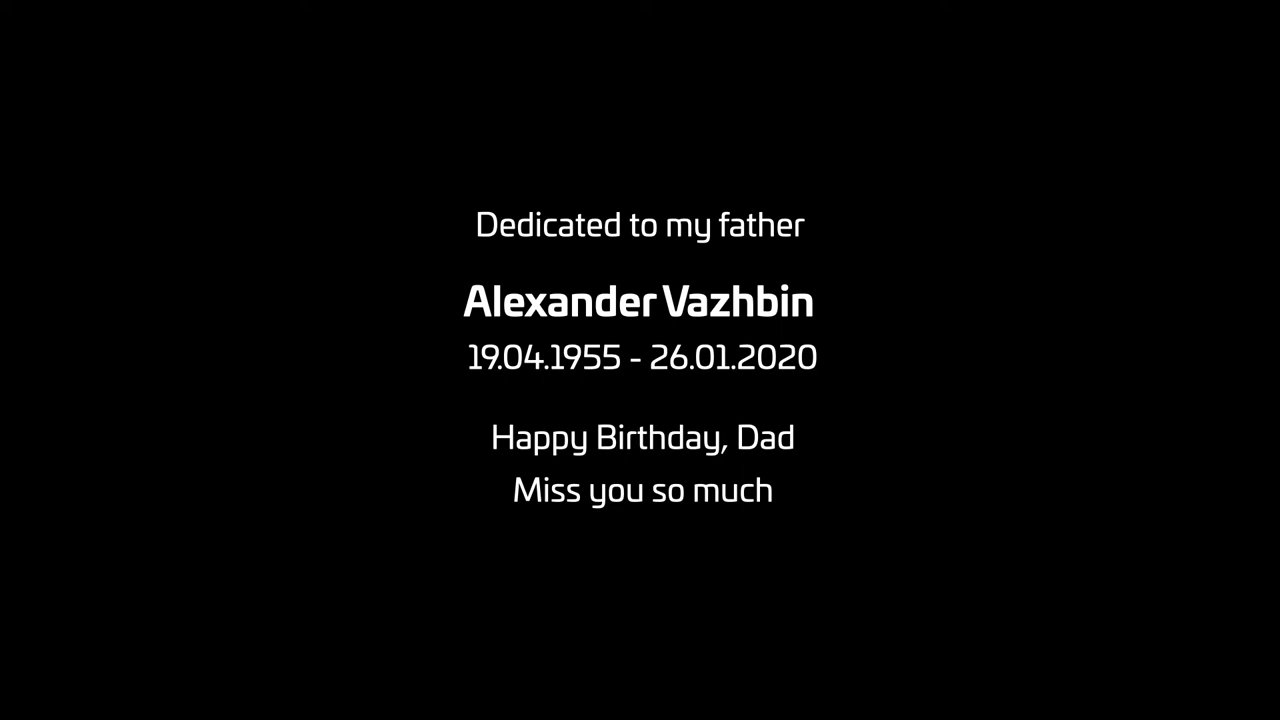 Dedicated to my father
Alexander Vazhbin
19.04.1955 - 26.01.2020
Happy Birthday, Dad
Miss you so much